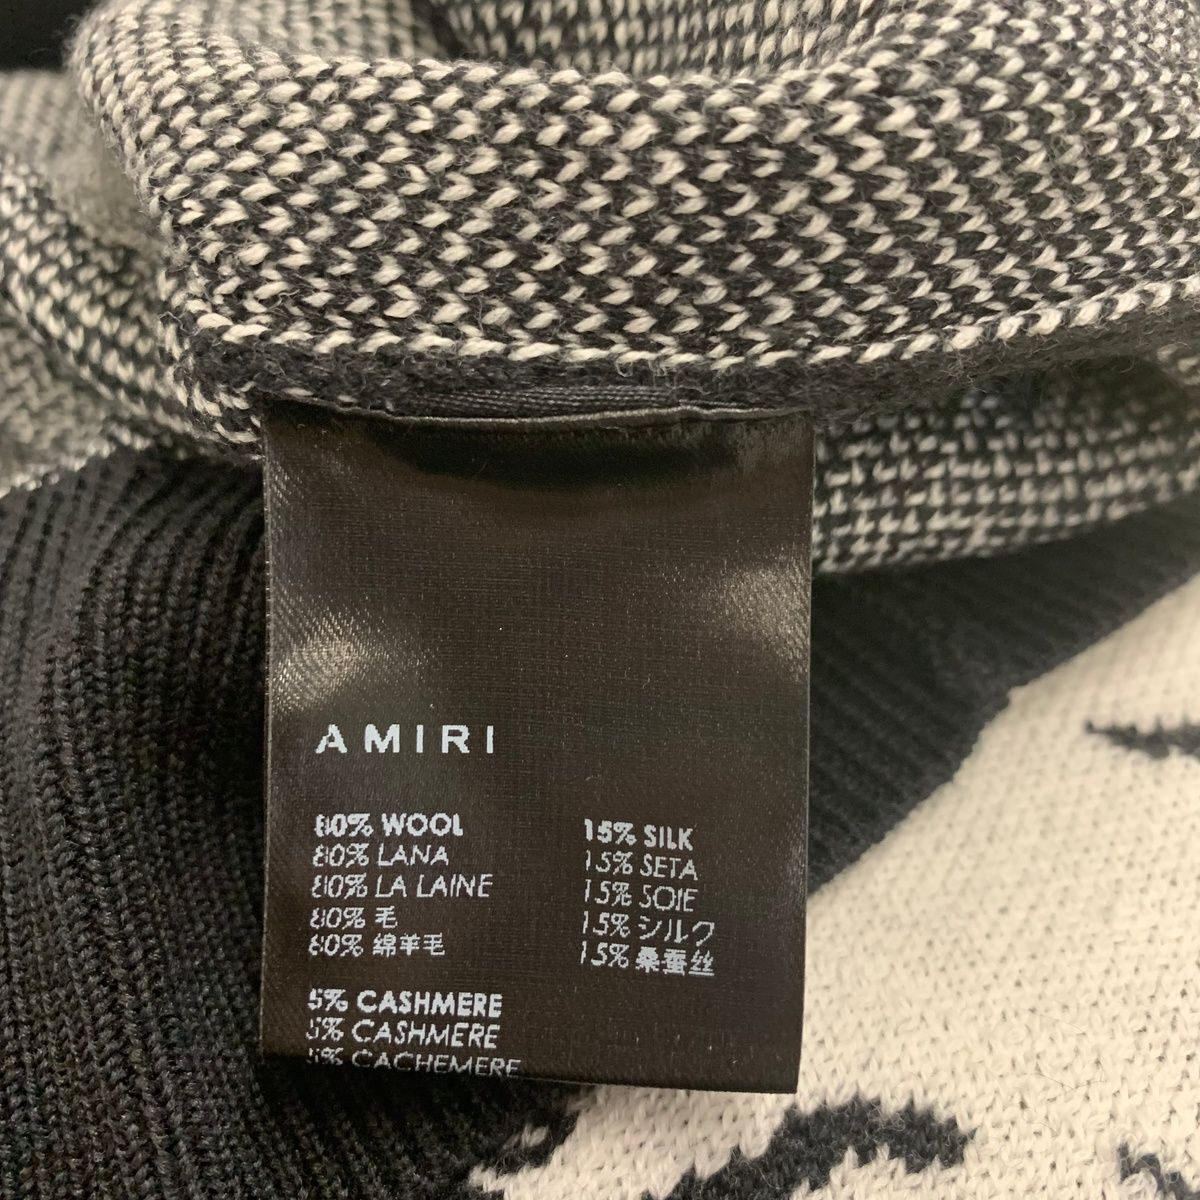 AMIRI
80% WOOL
80% LANA
80% LA LAINE
80% 毛
80% 綿羊毛
15% SILK
15% SETA
15% SOIE
15% シルク
15% 桑蚕丝
5% CASHMERE
5% CASHMERE
5% CACHEMERE